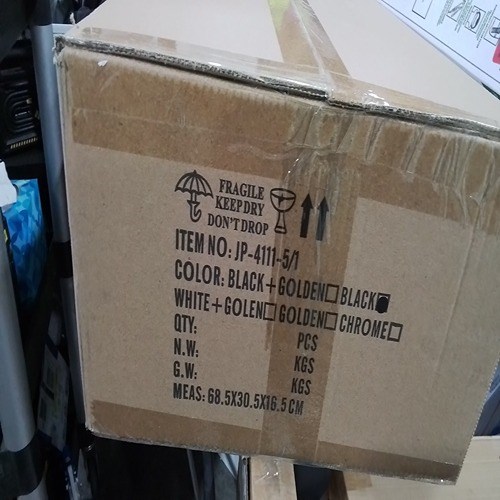 FRAGILE
KEEP DRY
DON'T DROP
ITEM NO: JP-4111-5/1
COLOR: BLACK+GOLDEN□ BLACK□
WHITE+GOLEN□ GOLDEN□ CHROME□
QTY: PCS
N.W: KGS
G.W: KGS
MEAS: 68.5X30.5X16.5 CM